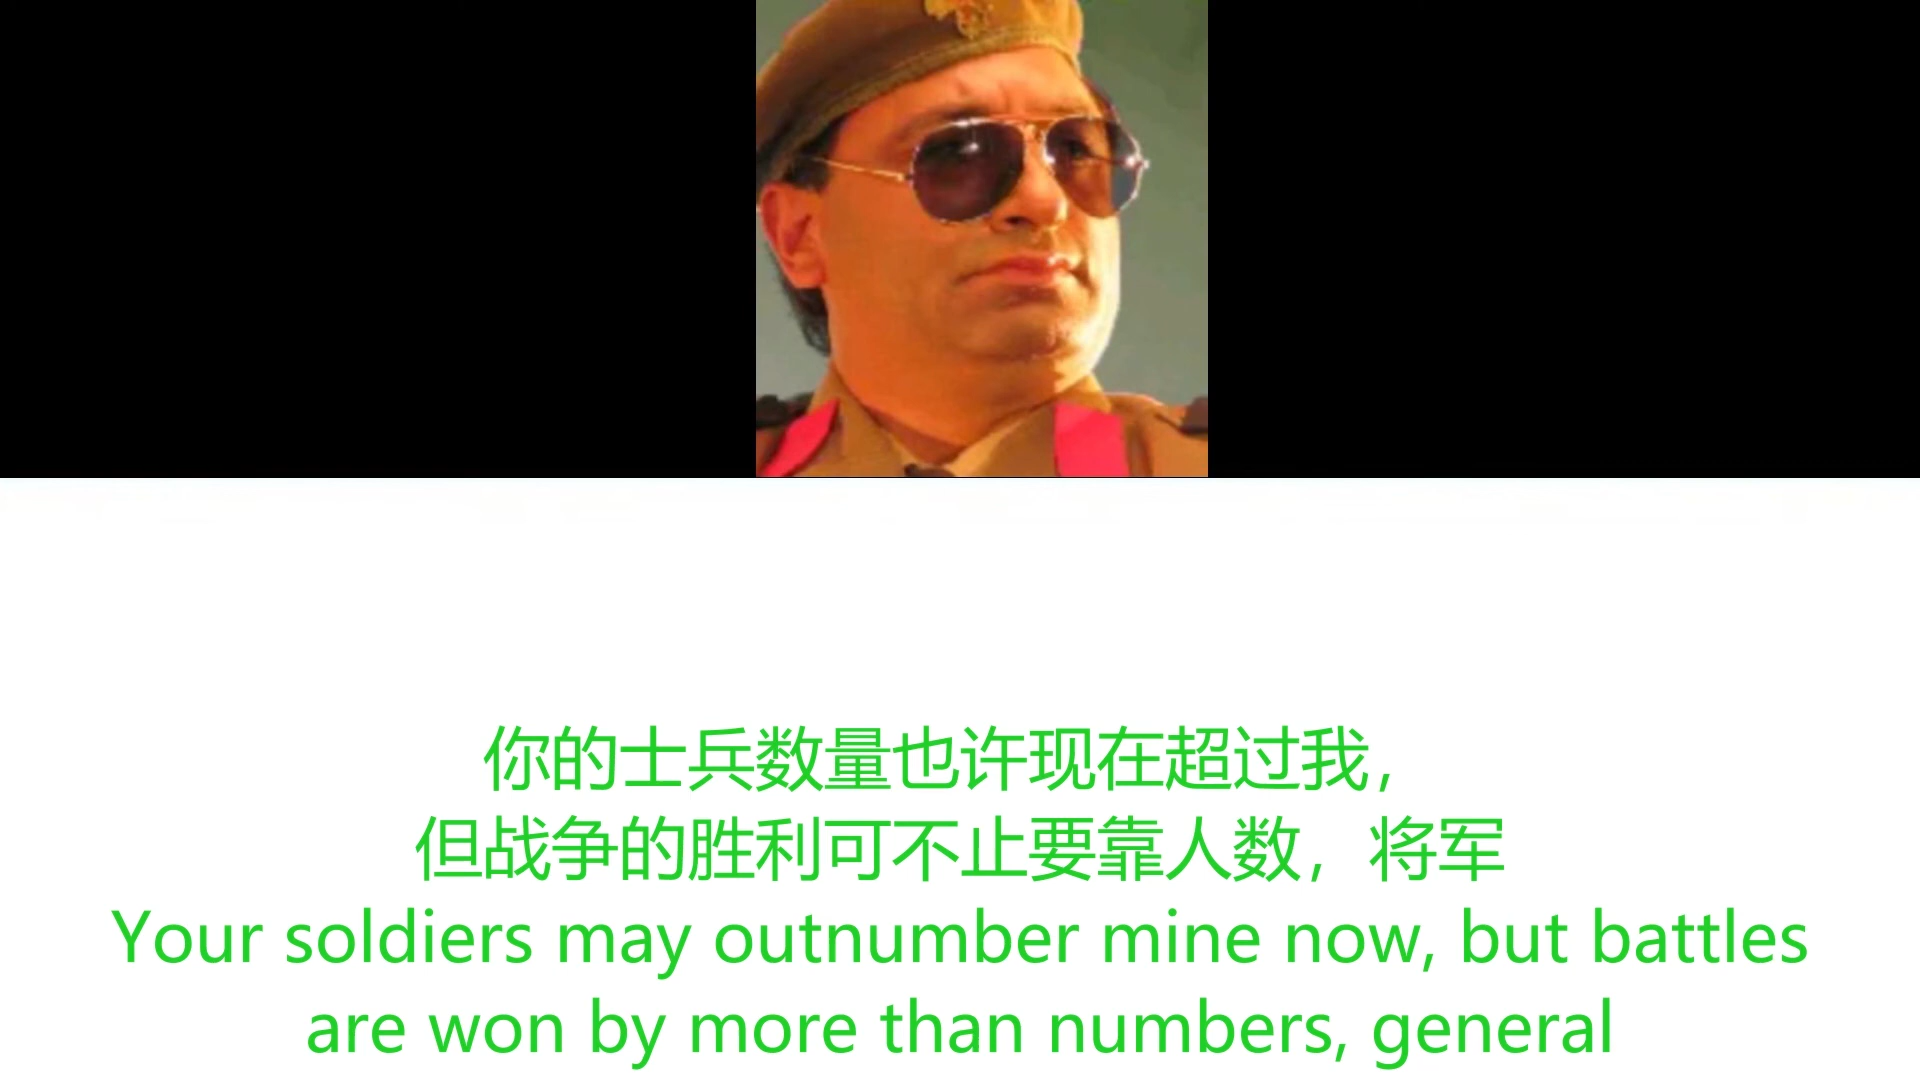 你的士兵数量也许现在超过我，
但战争的胜利可不止要靠人数，将军
Your soldiers may outnumber mine now, but battles
are won by more than numbers, general